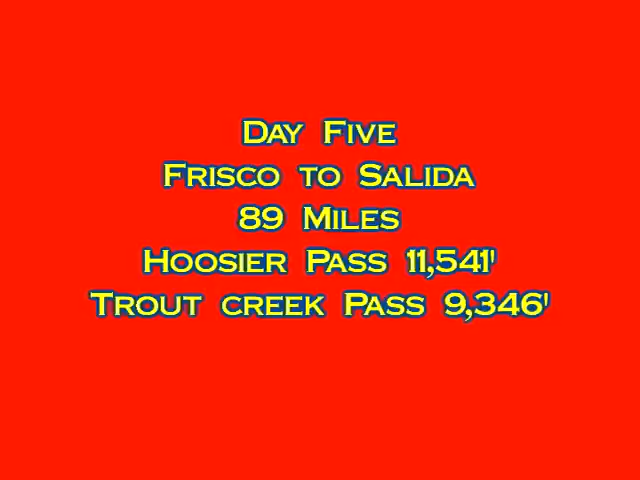 Day Five
Frisco to Salida
89 Miles
Hoosier Pass 11,541'
Trout creek Pass 9,346'